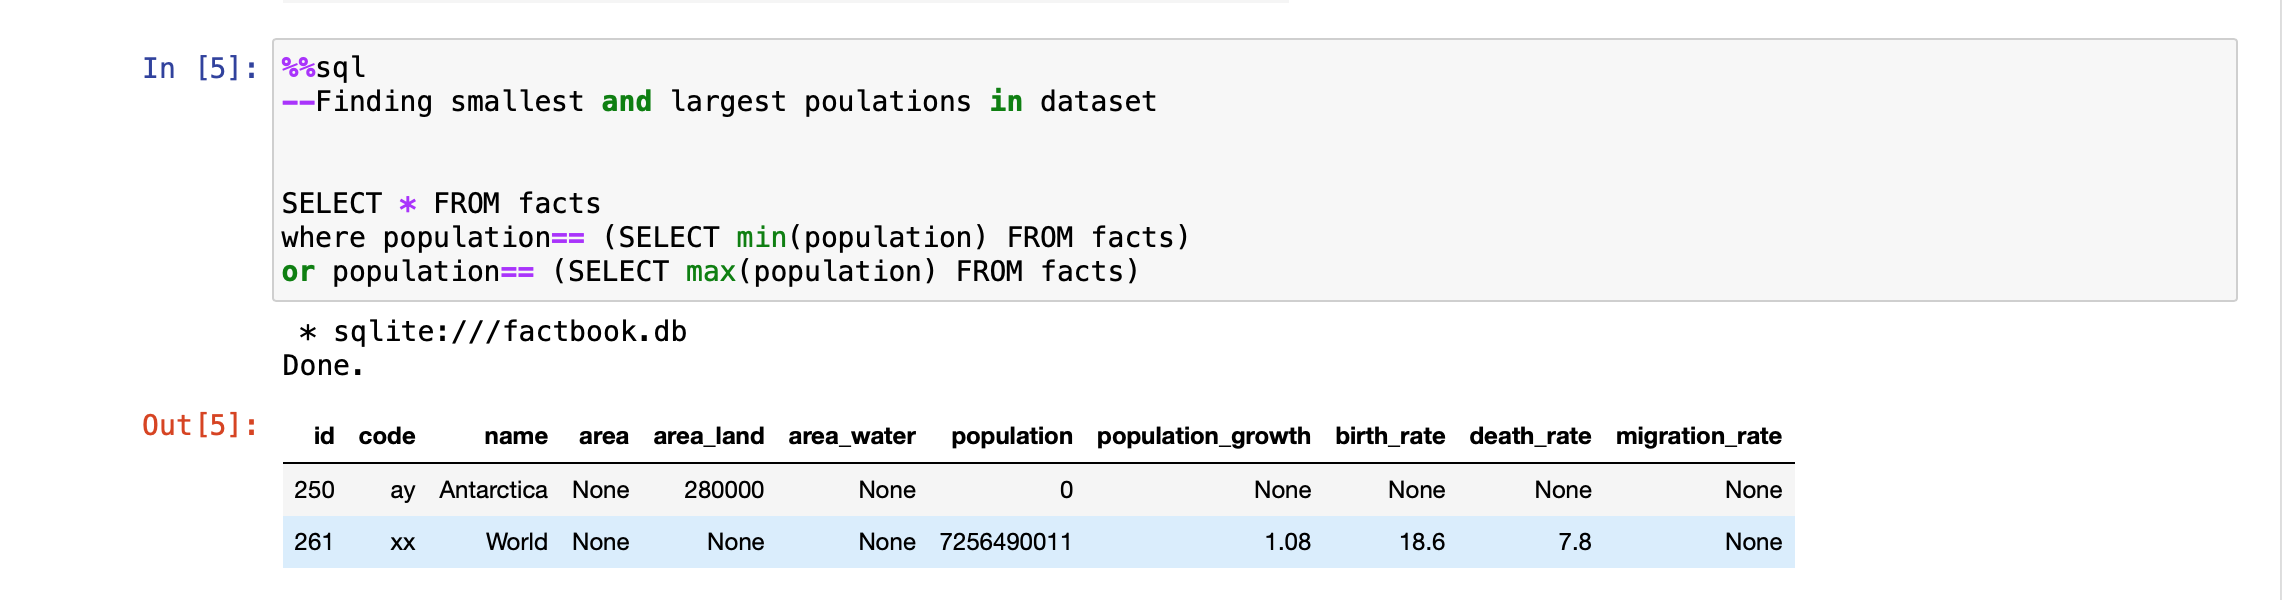 In [5]:
%%sql
--Finding smallest and largest poulations in dataset
SELECT * FROM facts
where population== (SELECT min(population) FROM facts)
or population== (SELECT max(population) FROM facts)
* sqlite:///factbook.db
Done.
Out[5]:
id code name area area_land area_water population population_growth birth_rate death_rate migration_rate
250 ay Antarctica None 280000 None 0 None None None None
261 xx World None None None 7256490011 1.08 18.6 7.8 None